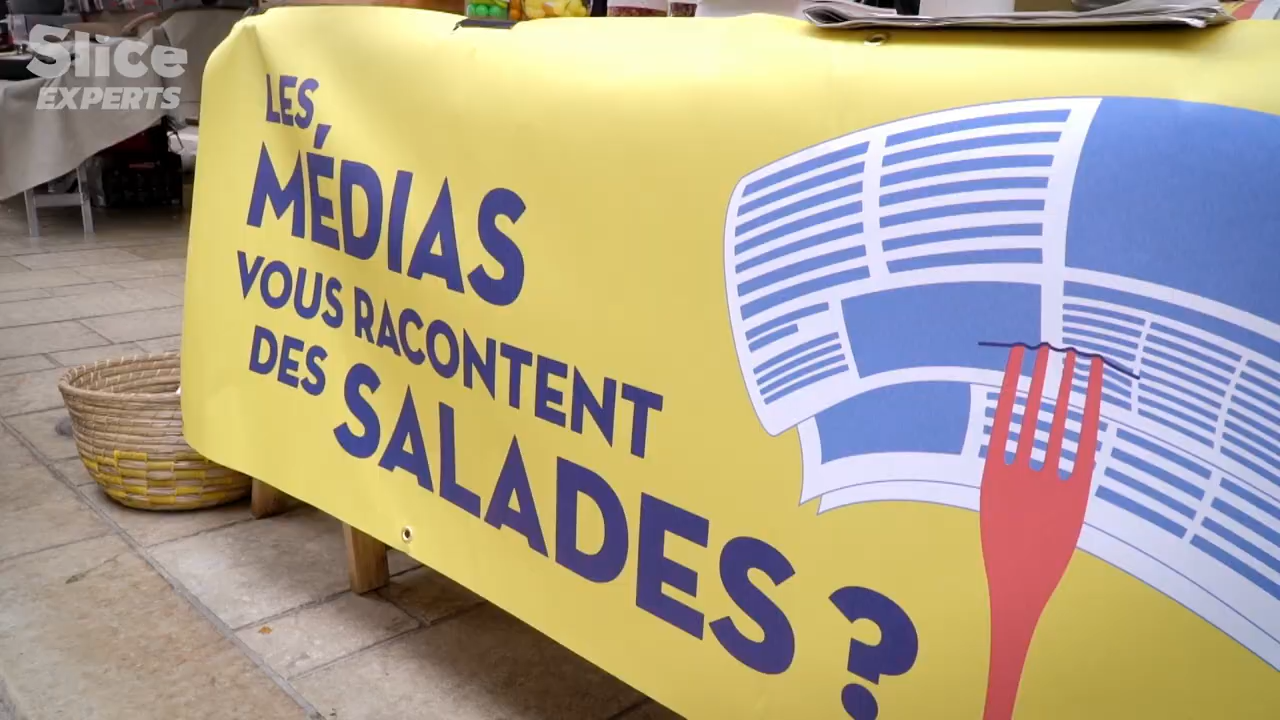 Slice
EXPERTS
LES
MÉDIAS
VOUS RACONTENT
DES SALADES ?